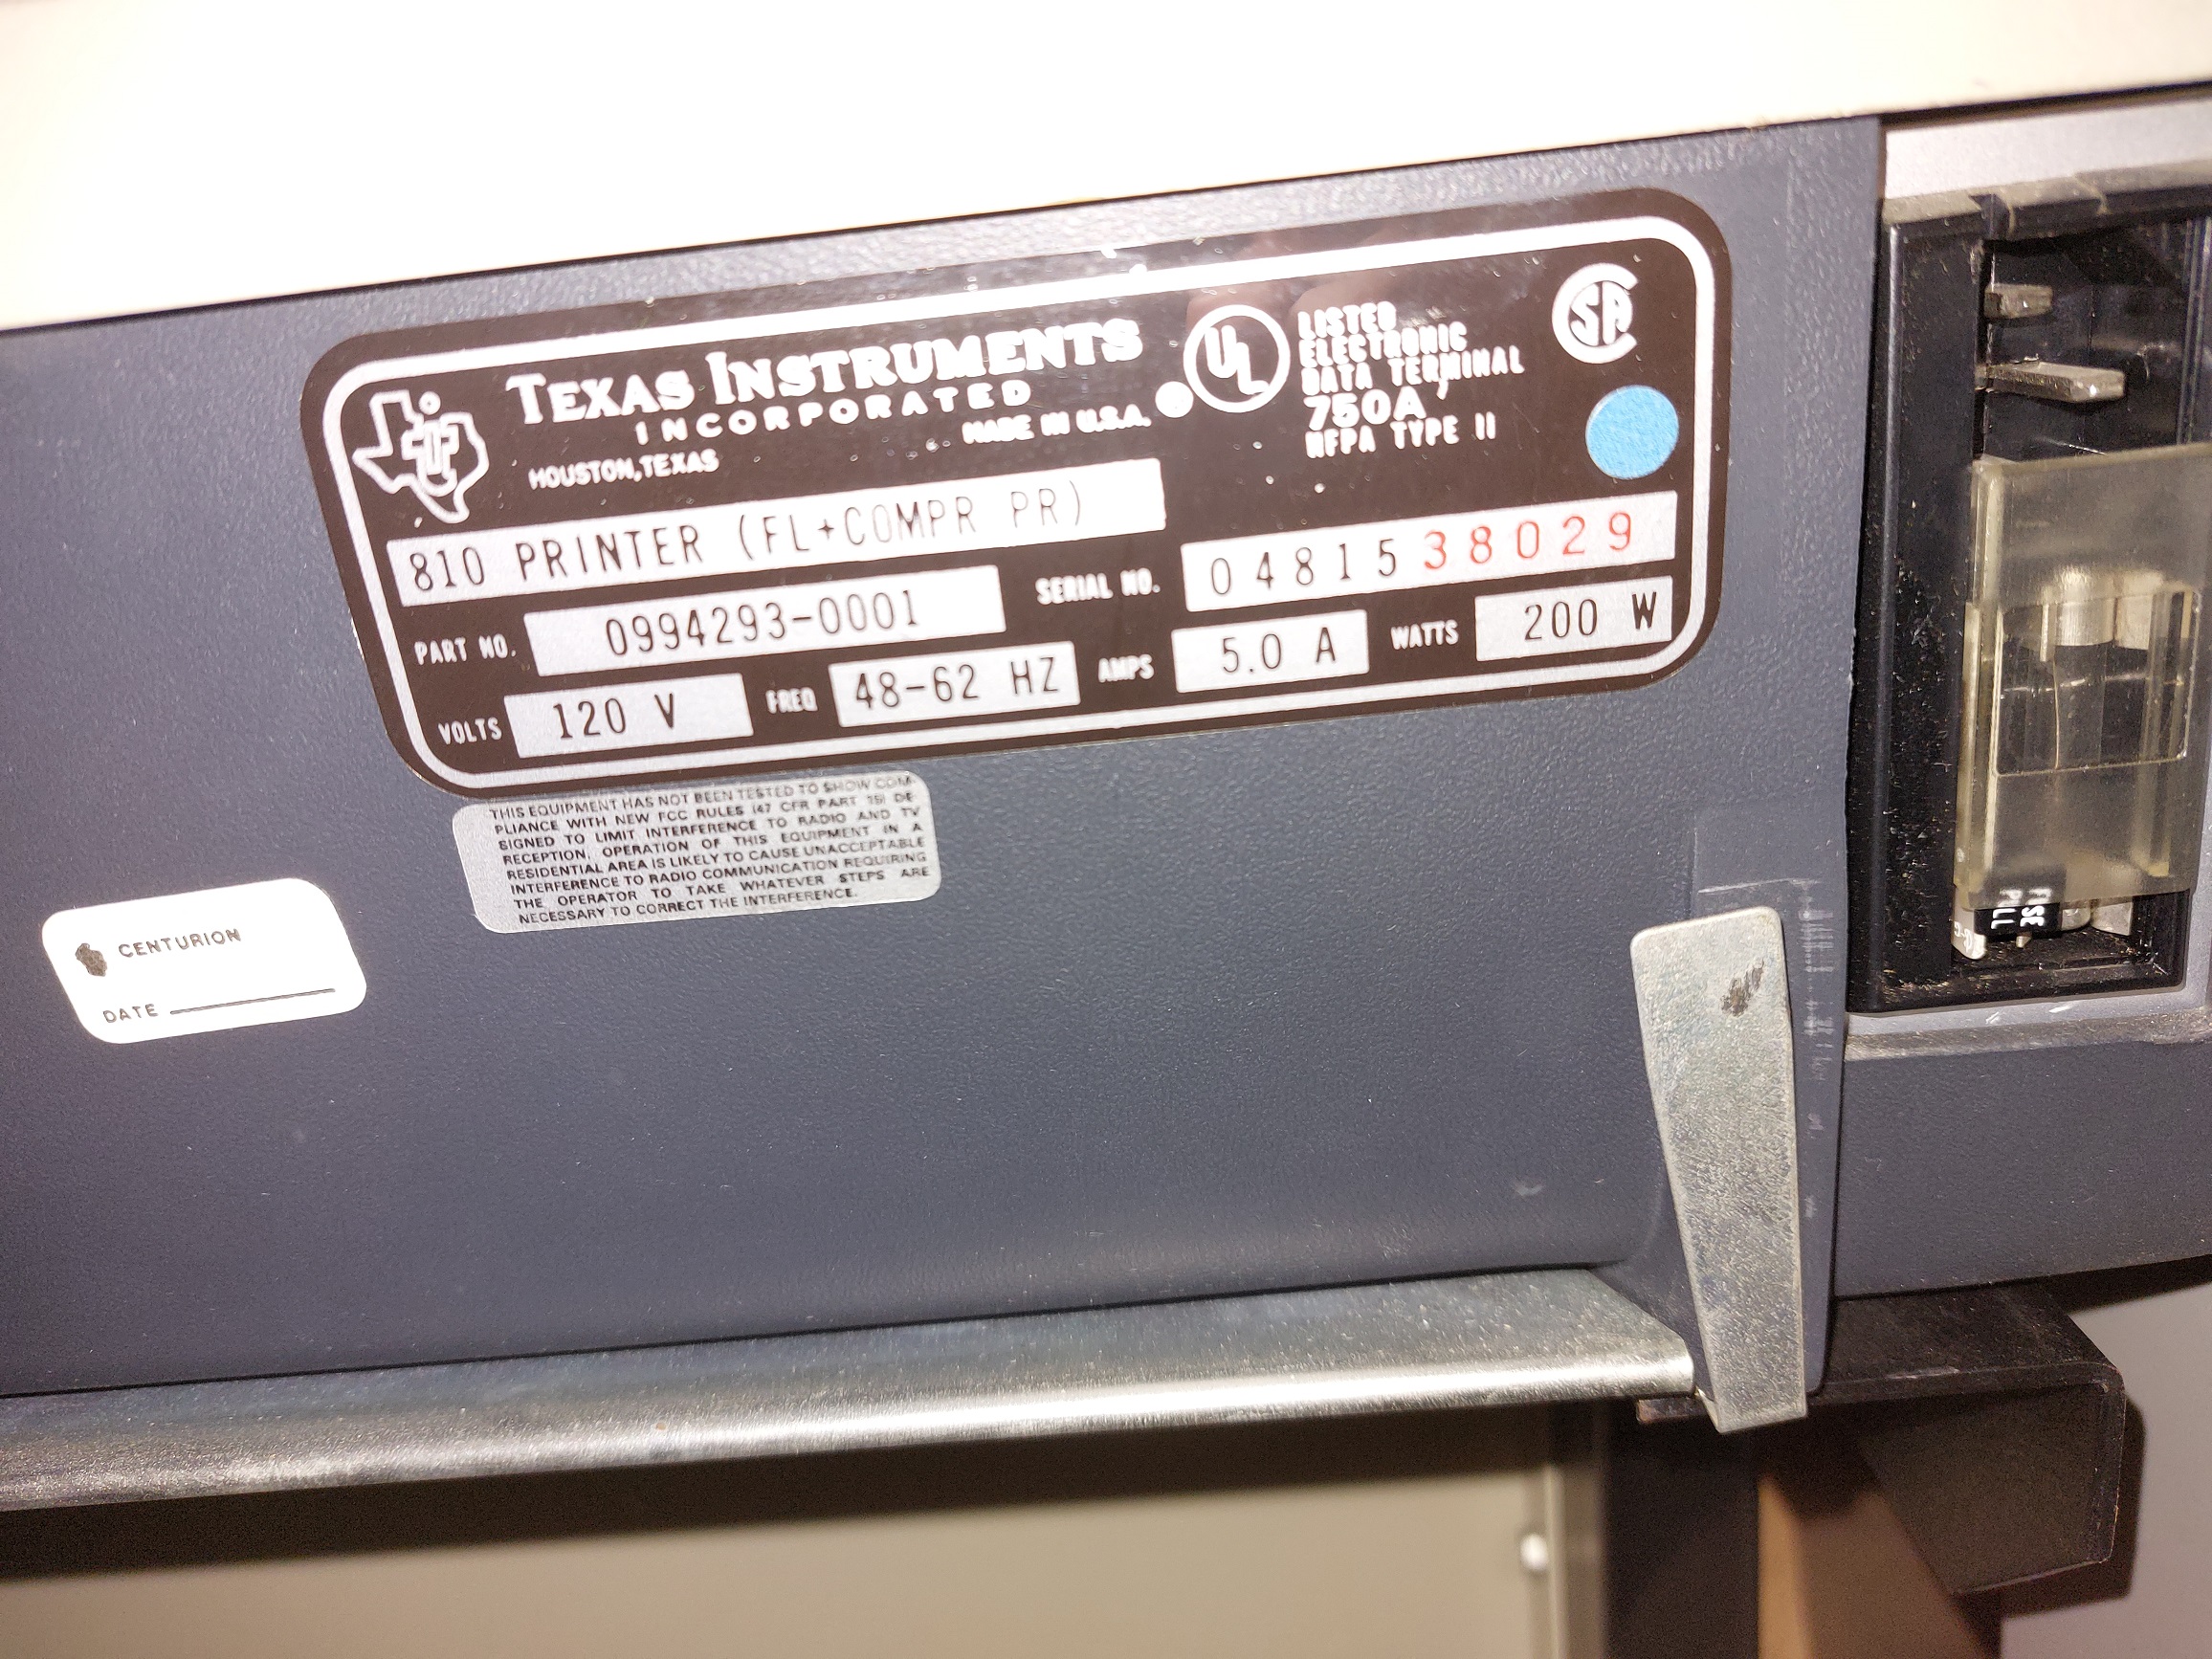 TEXAS INSTRUMENTS
INCORPORATED
MADE IN U.S.A.
HOUSTON, TEXAS
UL
LISTED
ELECTRONIC
DATA TERMINAL
750A
NFPA TYPE II
SA
810 PRINTER (FL+COMPR PR)
SERIAL NO. 0481538029
PART NO. 0994293-0001
VOLTS 120 V FREQ 48-62 HZ AMPS 5.0 A WATTS 200 W
THIS EQUIPMENT HAS NOT BEEN TESTED TO SHOW COM-
PLIANCE WITH NEW FCC RULES (47 CFR PART 15) DE-
SIGNED TO LIMIT INTERFERENCE TO RADIO AND TV
RECEPTION, OPERATION OF THIS EQUIPMENT IN A
RESIDENTIAL AREA IS LIKELY TO CAUSE UNACCEPTABLE
INTERFERENCE TO RADIO COMMUNICATION REQUIRING
THE OPERATOR TO TAKE WHATEVER STEPS ARE
NECESSARY TO CORRECT THE INTERFERENCE.
CENTURION
DATE